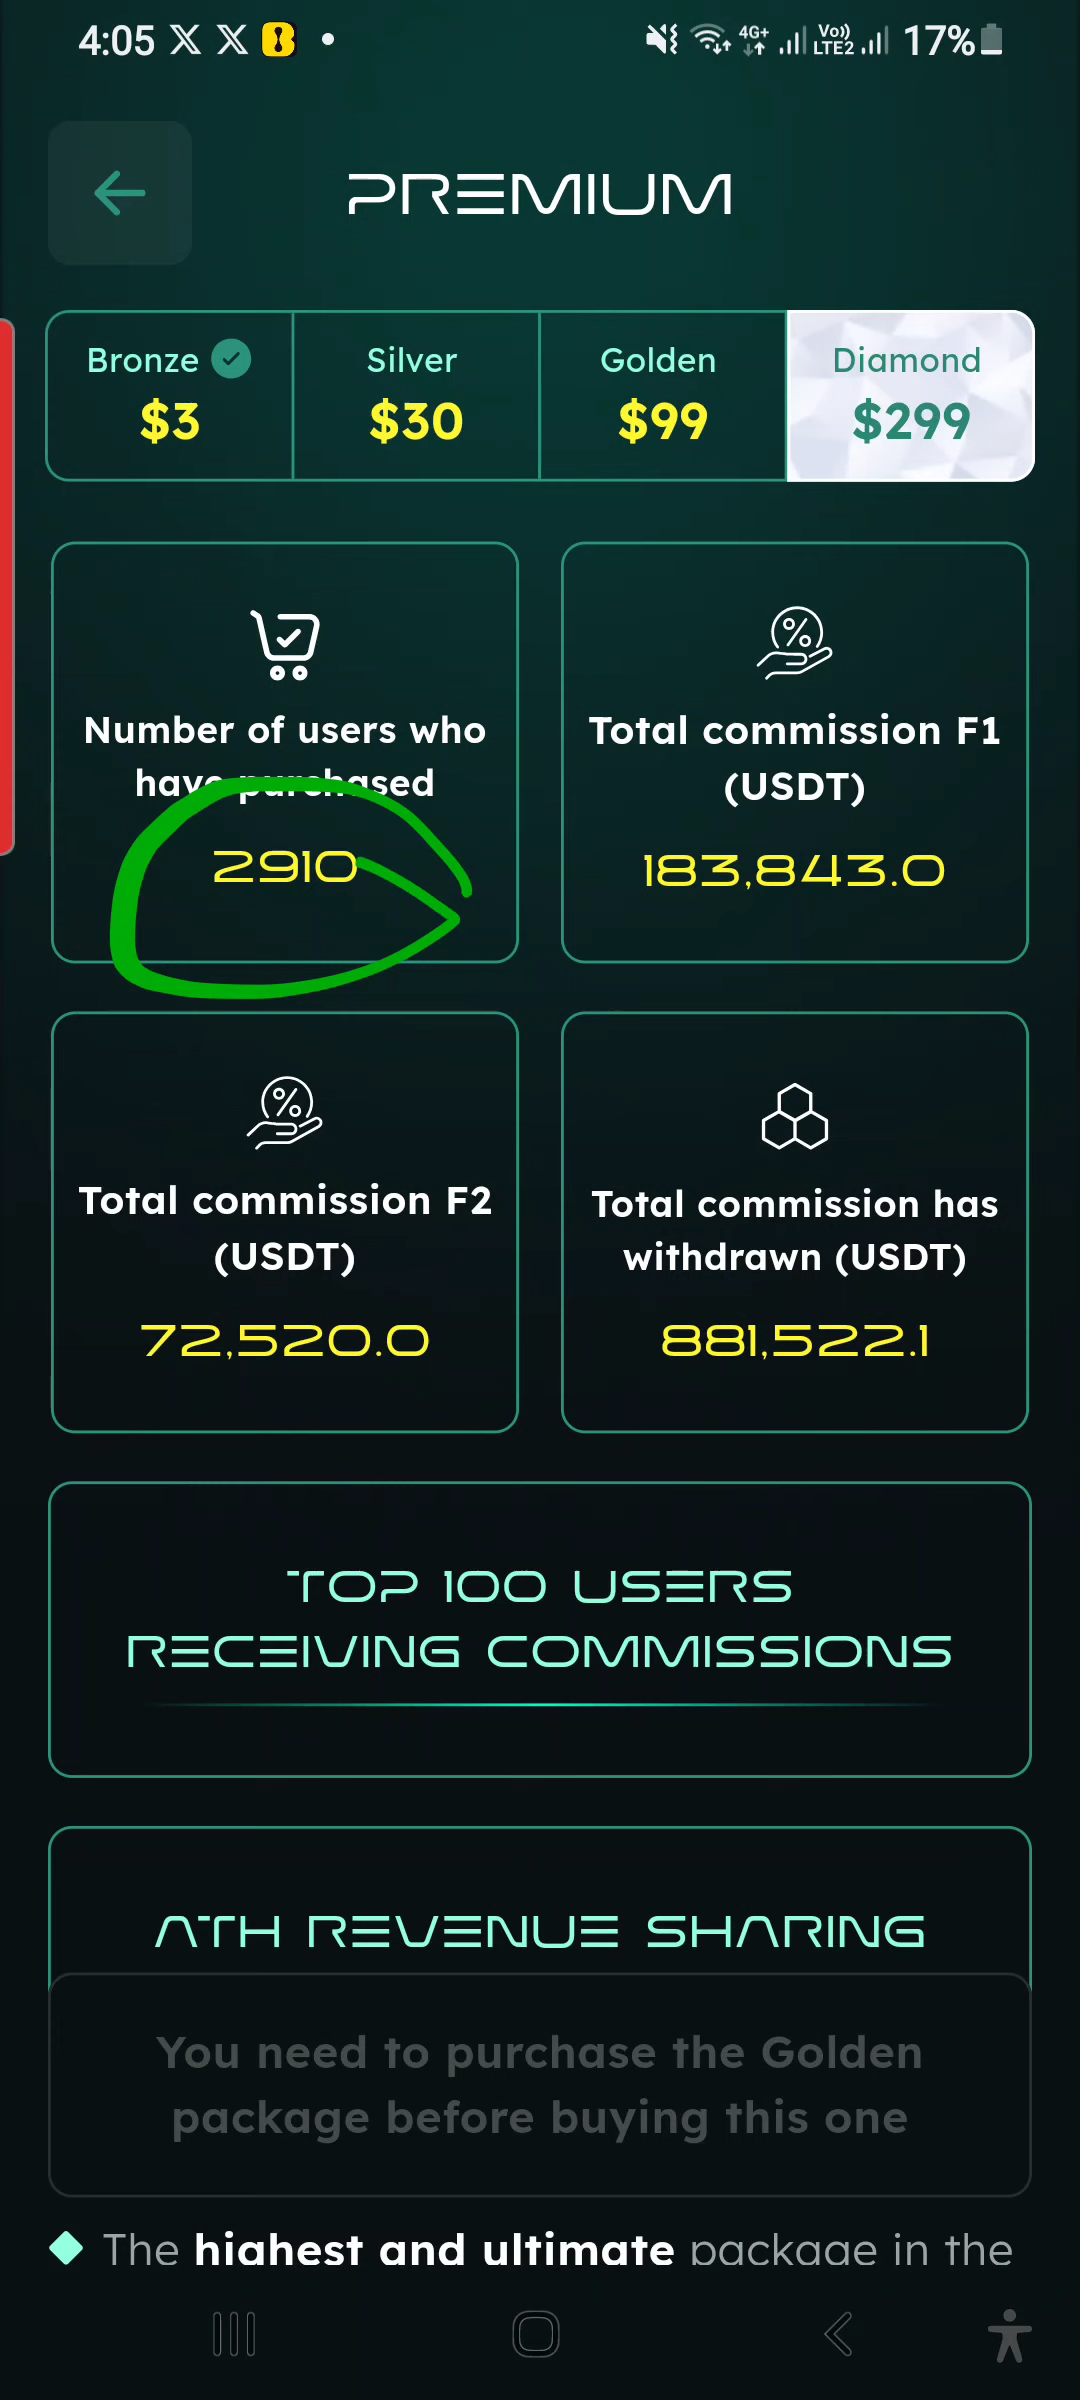 4:05
4G+
Vo))
LTE2
17%
PREMIUM
Bronze
$3
Silver
$30
Golden
$99
Diamond
$299
Number of users who
have purchased
2910
Total commission F1
(USDT)
183,843.0
Total commission F2
(USDT)
72,520.0
Total commission has
withdrawn (USDT)
881,522.1
TOP 100 USERS
RECEIVING COMMISSIONS
ATH REVENUE SHARING
You need to purchase the Golden
package before buying this one
The highest and ultimate package in the